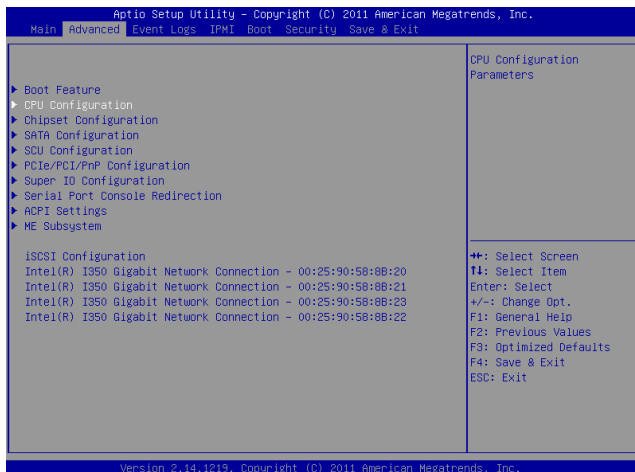 Aptio Setup Utility – Copyright (C) 2011 American Megatrends, Inc.
Main Advanced Event Logs IPMI Boot Security Save & Exit
CPU Configuration
Parameters
▶ Boot Feature
▶ CPU Configuration
▶ Chipset Configuration
▶ SATA Configuration
▶ SCU Configuration
▶ PCIe/PCI/PnP Configuration
▶ Super IO Configuration
▶ Serial Port Console Redirection
▶ ACPI Settings
▶ ME Subsystem
iSCSI Configuration
Intel(R) I350 Gigabit Network Connection – 00:25:90:58:8B:20
Intel(R) I350 Gigabit Network Connection – 00:25:90:58:8B:21
Intel(R) I350 Gigabit Network Connection – 00:25:90:58:8B:23
Intel(R) I350 Gigabit Network Connection – 00:25:90:58:8B:22
→←: Select Screen
↑↓: Select Item
Enter: Select
+/-: Change Opt.
F1: General Help
F2: Previous Values
F3: Optimized Defaults
F4: Save & Exit
ESC: Exit
Version 2.14.1219. Copyright (C) 2011 American Megatrends, Inc.